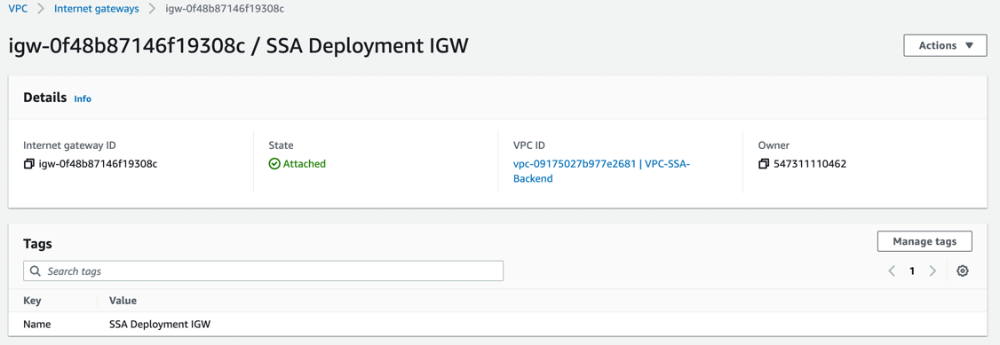 VPC > Internet gateways > igw-0f48b87146f19308c
igw-0f48b87146f19308c / SSA Deployment IGW
Actions ▼
Details Info
Internet gateway ID
igw-0f48b87146f19308c
State
Attached
VPC ID
vpc-09175027b977e2681 | VPC-SSA-
Backend
Owner
547311110462
Tags
Manage tags
Search tags
1
Key Value
Name SSA Deployment IGW